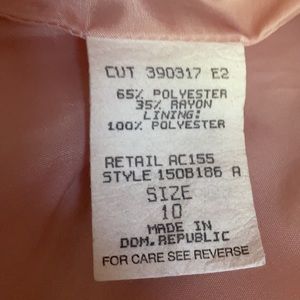 CUT 390317 E2
65% POLYESTER
35% RAYON
LINING:
100% POLYESTER
RETAIL AC155
STYLE 150B186 A
SIZE
10
MADE IN
DOM. REPUBLIC
FOR CARE SEE REVERSE